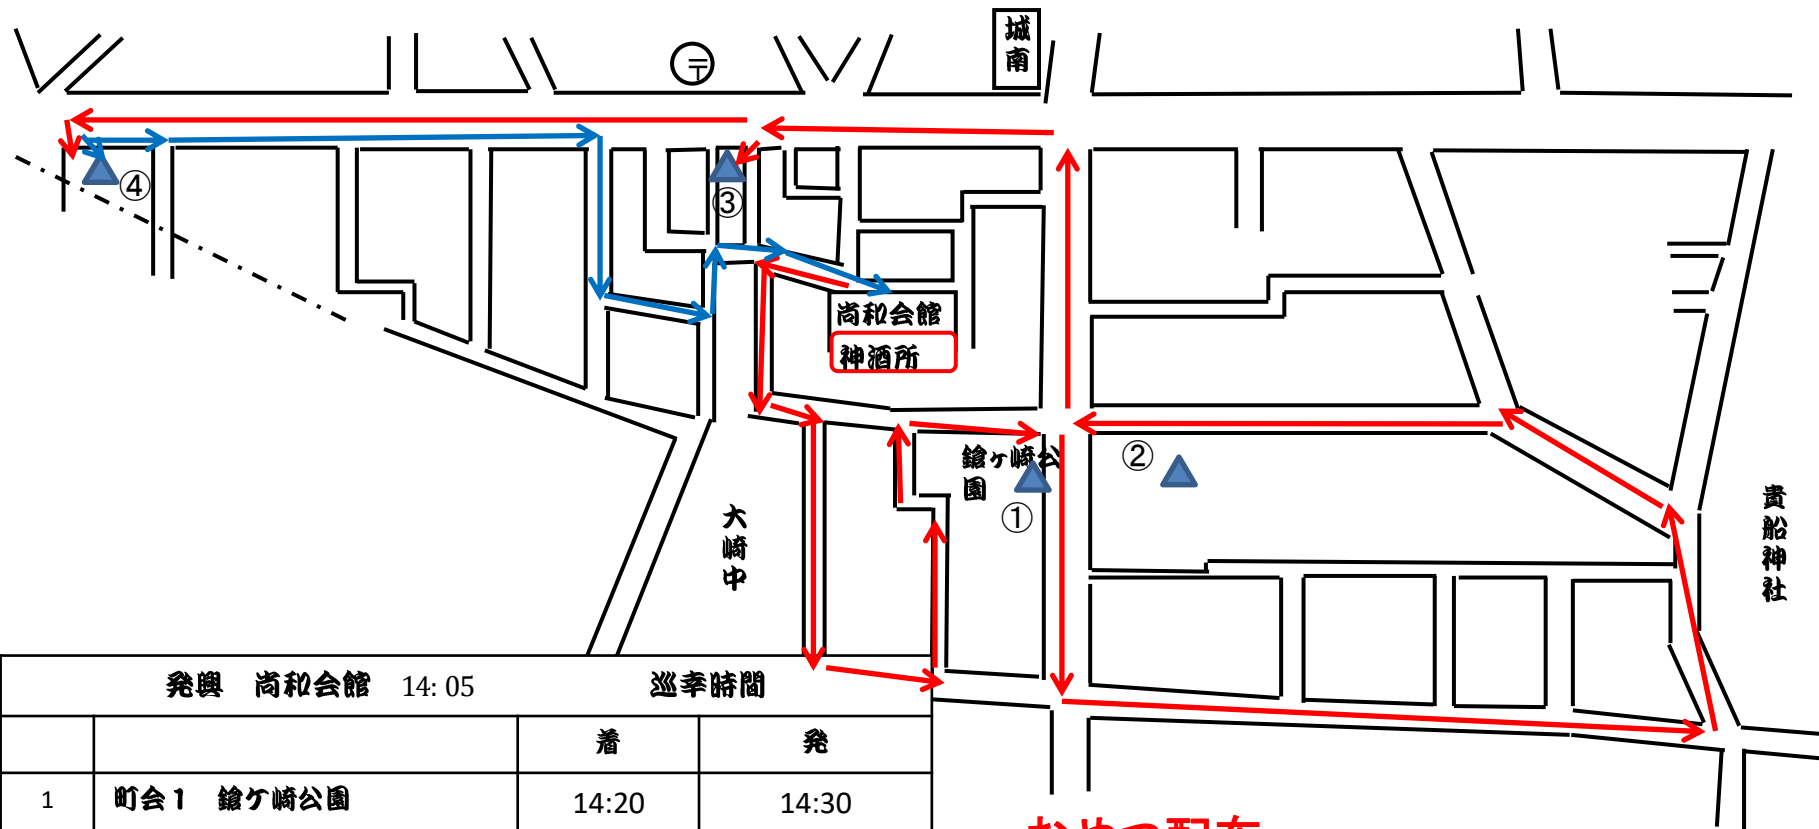 城
南
〒
④
③
尚和会館
神酒所
鎗ヶ崎公
園
②
①
大
崎
中
貴
船
神
社
発興 尚和会館 14:05 巡幸時間
着 発
1 町会1 鎗ケ崎公園 14:20 14:30